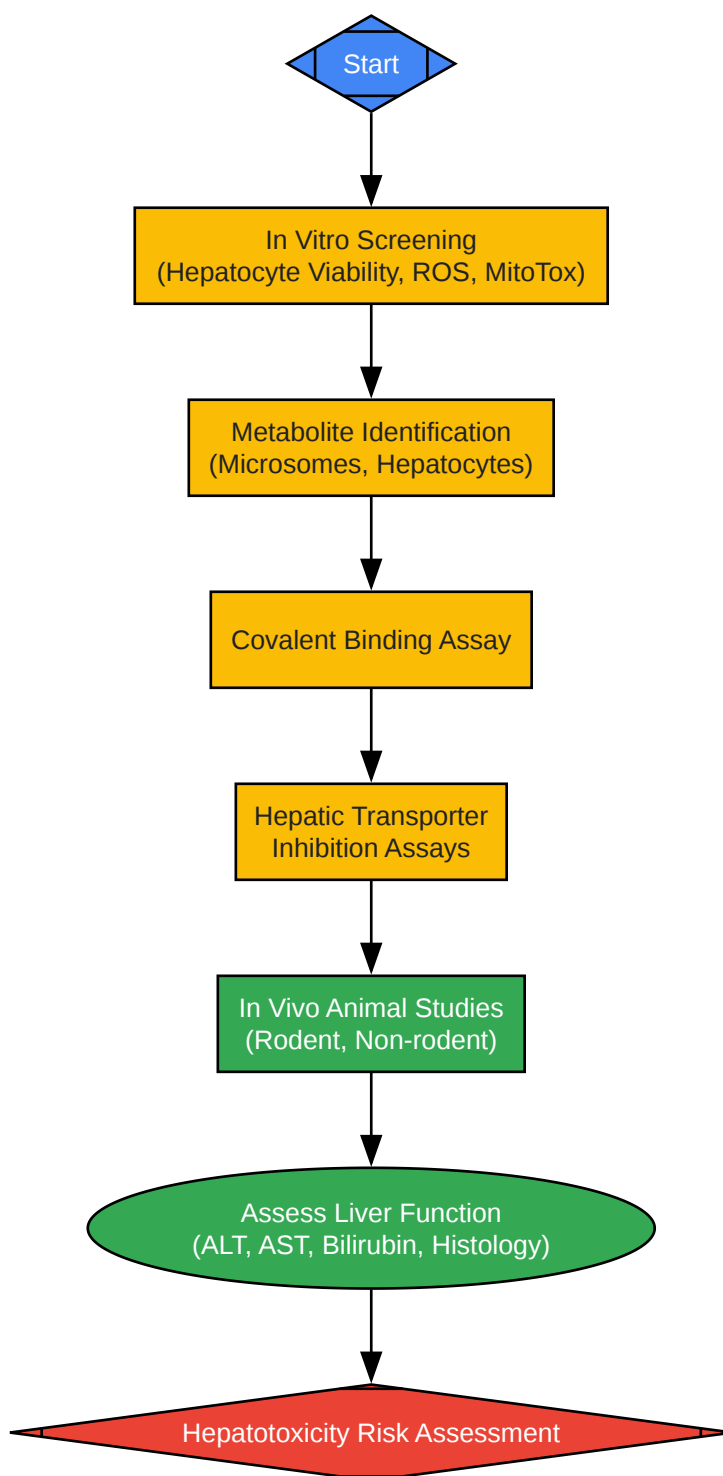 Start
In Vitro Screening
(Hepatocyte Viability, ROS, MitoTox)
Metabolite Identification
(Microsomes, Hepatocytes)
Covalent Binding Assay
Hepatic Transporter
Inhibition Assays
In Vivo Animal Studies
(Rodent, Non-rodent)
Assess Liver Function
(ALT, AST, Bilirubin, Histology)
Hepatotoxicity Risk Assessment